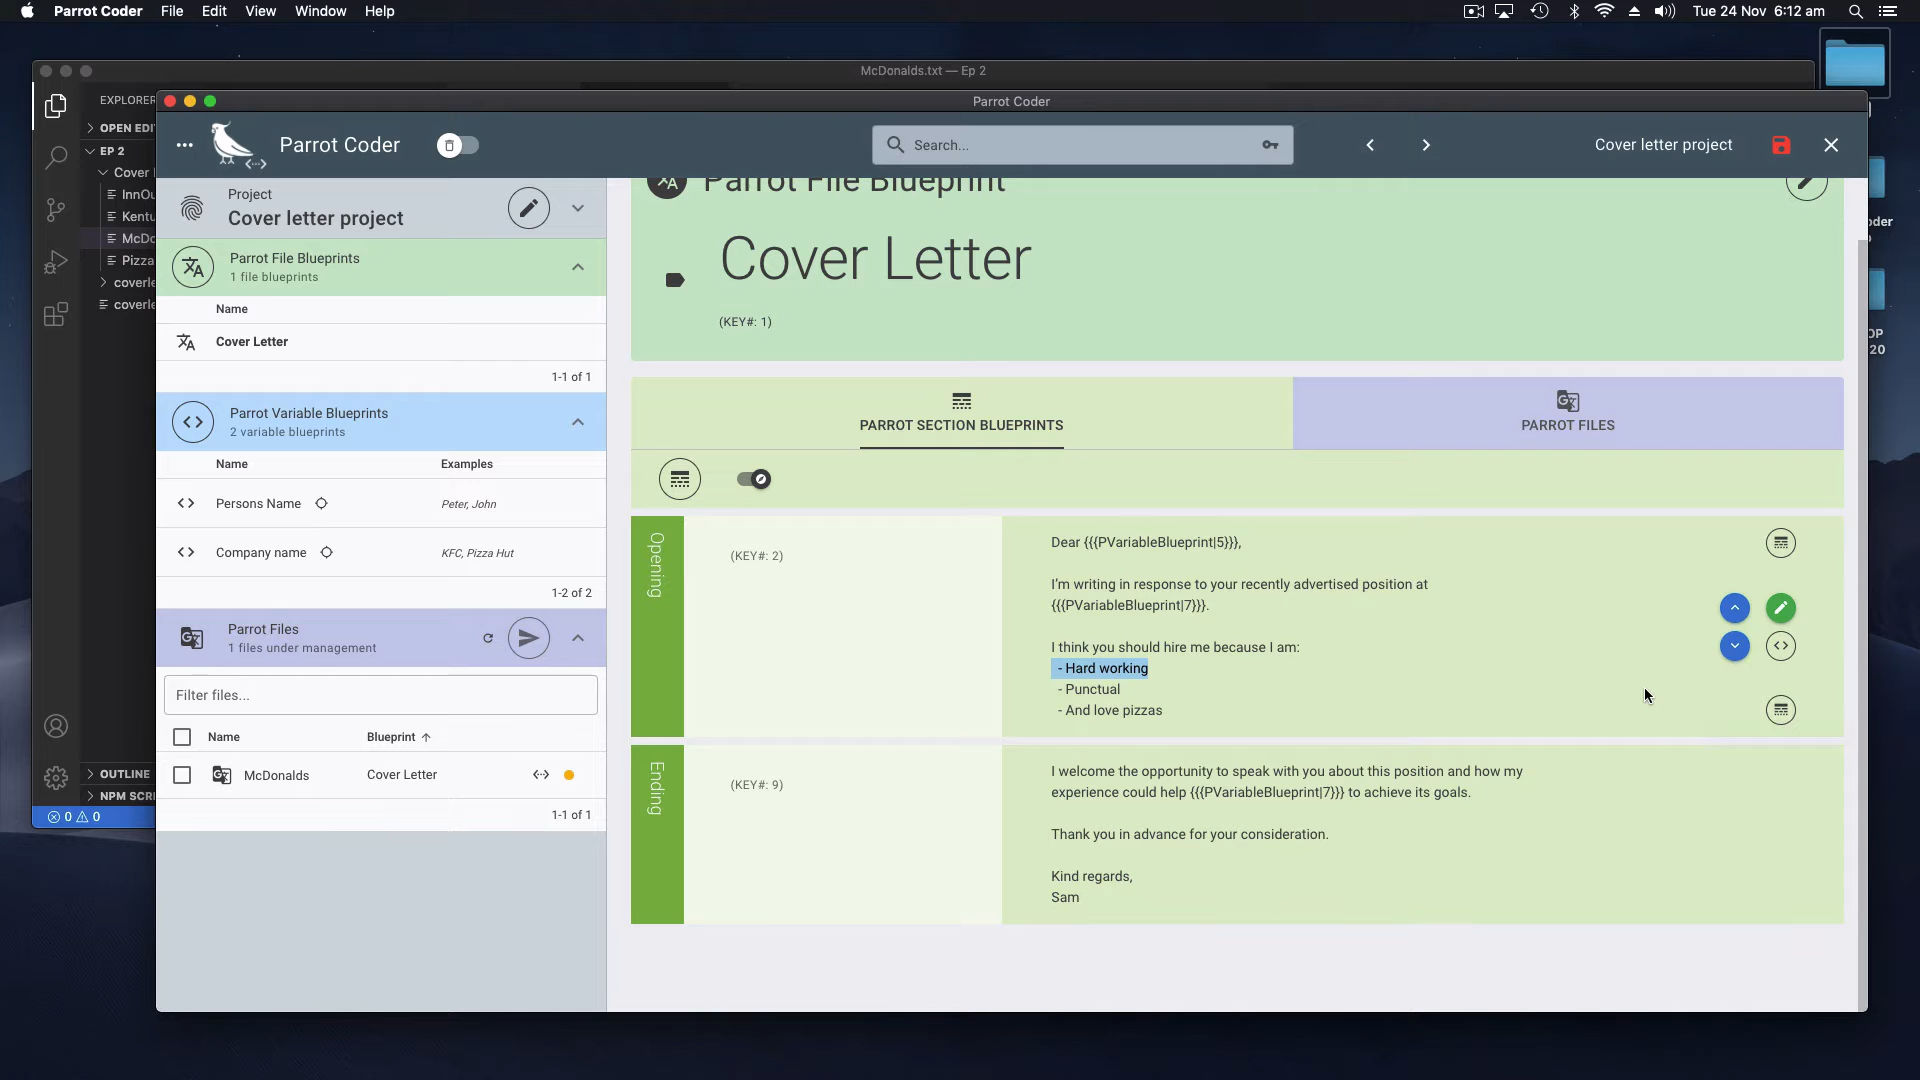 Parrot Coder File Edit View Window Help
Tue 24 Nov 6:12 am
McDonalds.txt — Ep 2
EXPLORER
OPEN EDI
EP 2
Cover
InnOu
Kentu
McDo
Pizza
coverle
coverle
OUTLINE
NPM SCRI
0 0
Parrot Coder
Parrot Coder
Search...
Cover letter project
Project
Cover letter project
Parrot File Blueprints
1 file blueprints
Name
Cover Letter
1-1 of 1
Parrot Variable Blueprints
2 variable blueprints
Name Examples
Persons Name Peter, John
Company name KFC, Pizza Hut
1-2 of 2
Parrot Files
1 files under management
Filter files...
Name Blueprint
McDonalds Cover Letter
1-1 of 1
Parrot File Blueprint
Cover Letter
(KEY#: 1)
PARROT SECTION BLUEPRINTS
PARROT FILES
Opening
(KEY#: 2)
Dear {{{PVariableBlueprint|5}}},
I'm writing in response to your recently advertised position at
{{{PVariableBlueprint|7}}}.
I think you should hire me because I am:
- Hard working
- Punctual
- And love pizzas
Ending
(KEY#: 9)
I welcome the opportunity to speak with you about this position and how my
experience could help {{{PVariableBlueprint|7}}} to achieve its goals.
Thank you in advance for your consideration.
Kind regards,
Sam
oder
OP
20